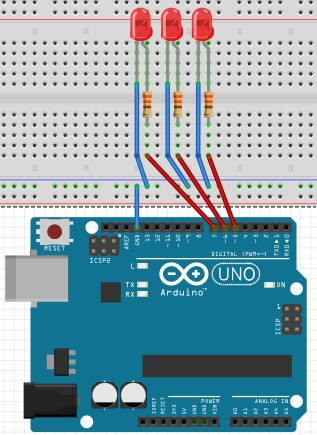 RESET
ICSP2
AREF
GND
13
12
~11
~10
~9
8
7
~6
~5
4
~3
2
TX▶1
RX◀0
DIGITAL (PWM=~)
L
TX
RX
UNO
Arduino™
ON
1
ICSP
IOREF
RESET
3V3
5V
GND
GND
VIN
POWER
ANALOG IN
A0
A1
A2
A3
A4
A5